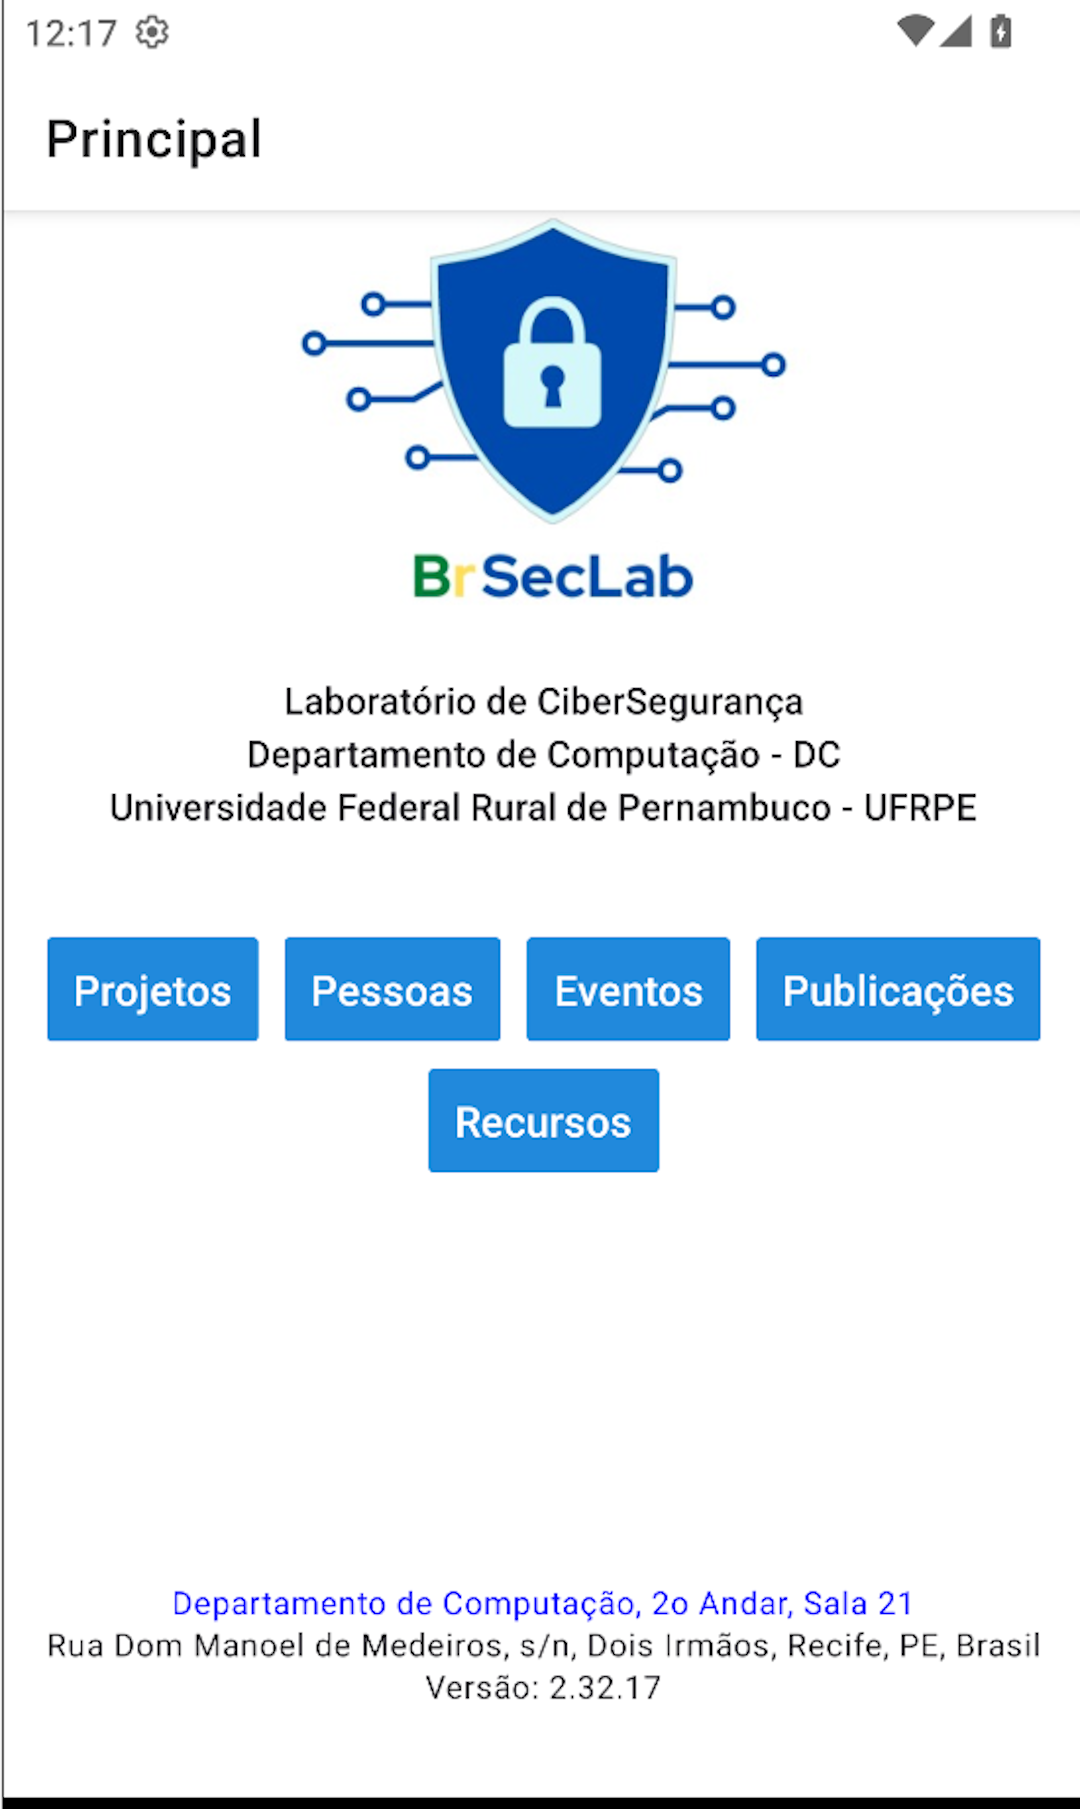 12:17
Principal
BrSecLab
Laboratório de CiberSegurança
Departamento de Computação - DC
Universidade Federal Rural de Pernambuco - UFRPE
Projetos Pessoas Eventos Publicações
Recursos
Departamento de Computação, 2o Andar, Sala 21
Rua Dom Manoel de Medeiros, s/n, Dois Irmãos, Recife, PE, Brasil
Versão: 2.32.17